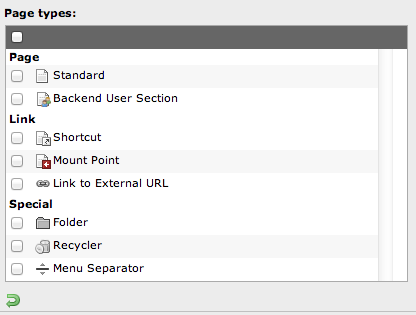 Page types:
Page
Standard
Backend User Section
Link
Shortcut
Mount Point
Link to External URL
Special
Folder
Recycler
Menu Separator